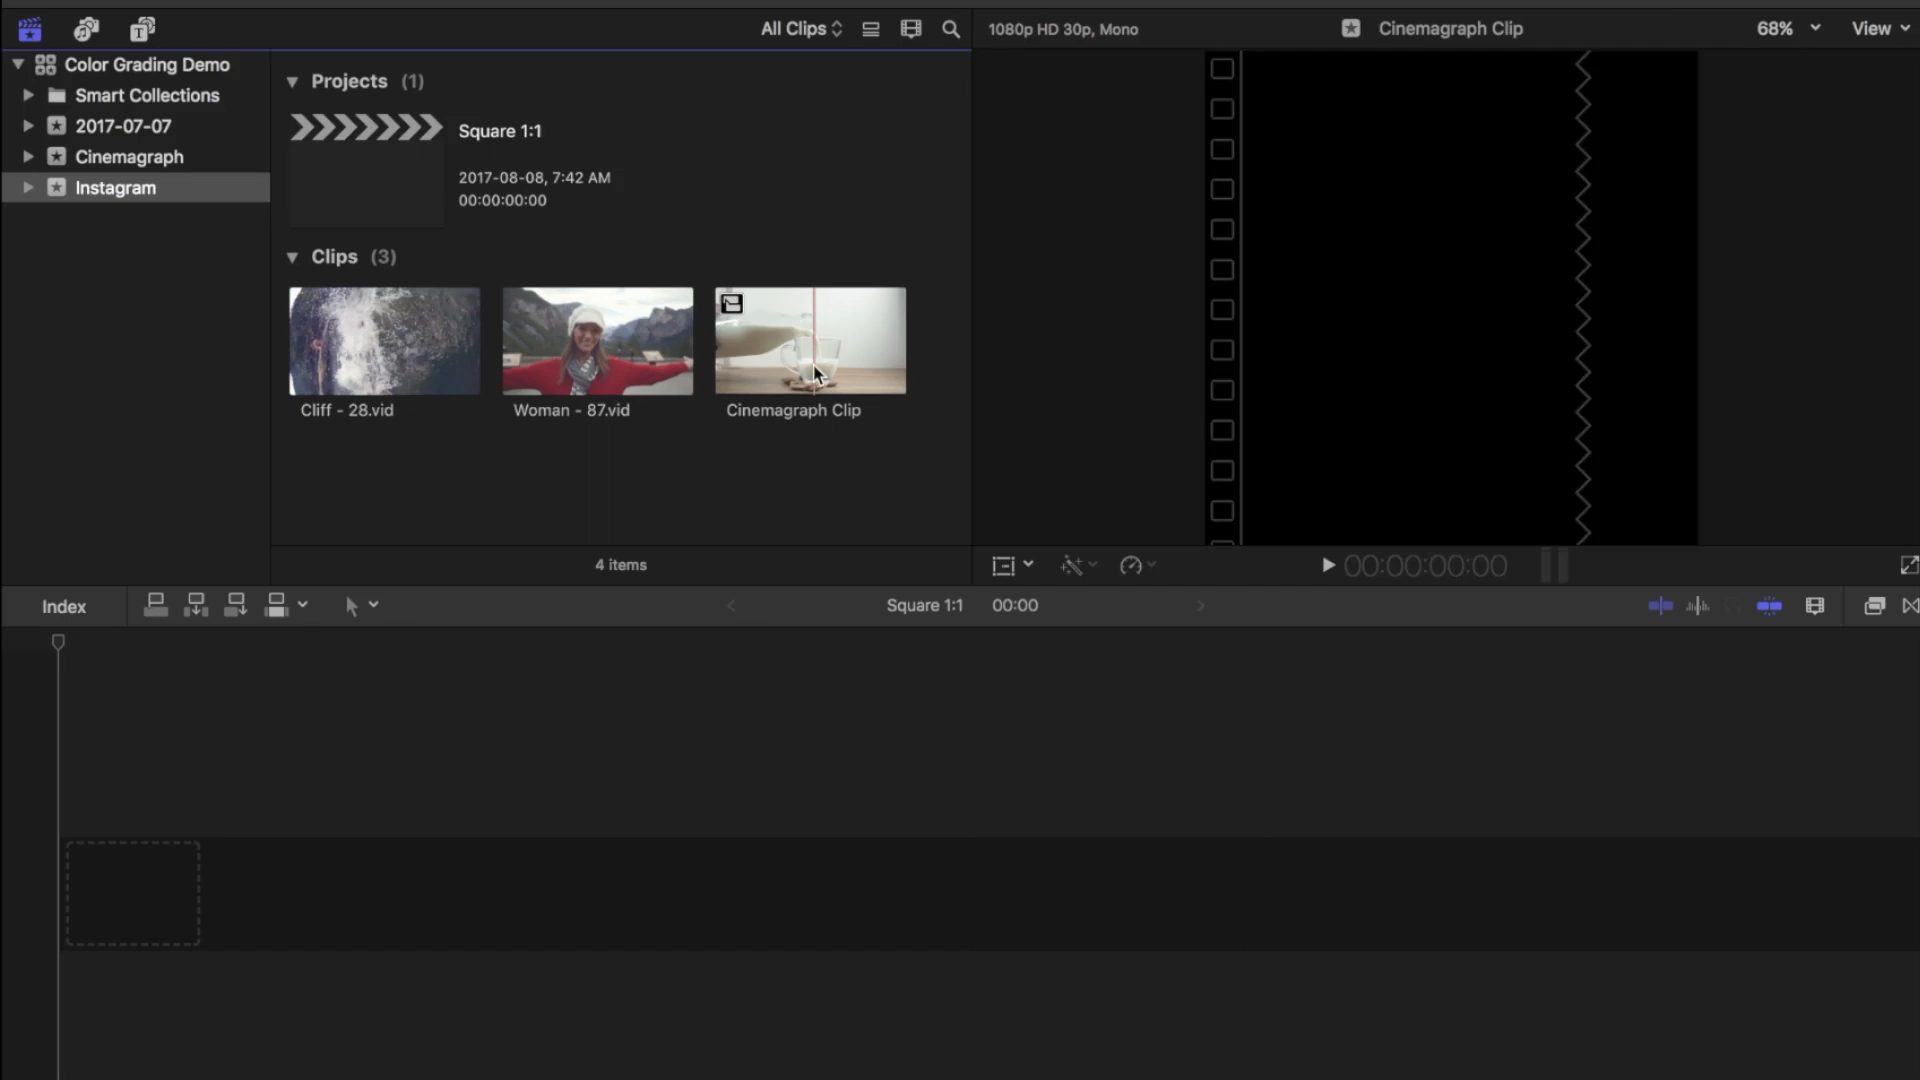 All Clips
1080p HD 30p, Mono
Cinemagraph Clip
68%
View
Color Grading Demo
Smart Collections
2017-07-07
Cinemagraph
Instagram
Projects (1)
Square 1:1
2017-08-08, 7:42 AM
00:00:00:00
Clips (3)
Cliff - 28.vid
Woman - 87.vid
Cinemagraph Clip
4 items
00:00:00:00
Index
Square 1:1
00:00